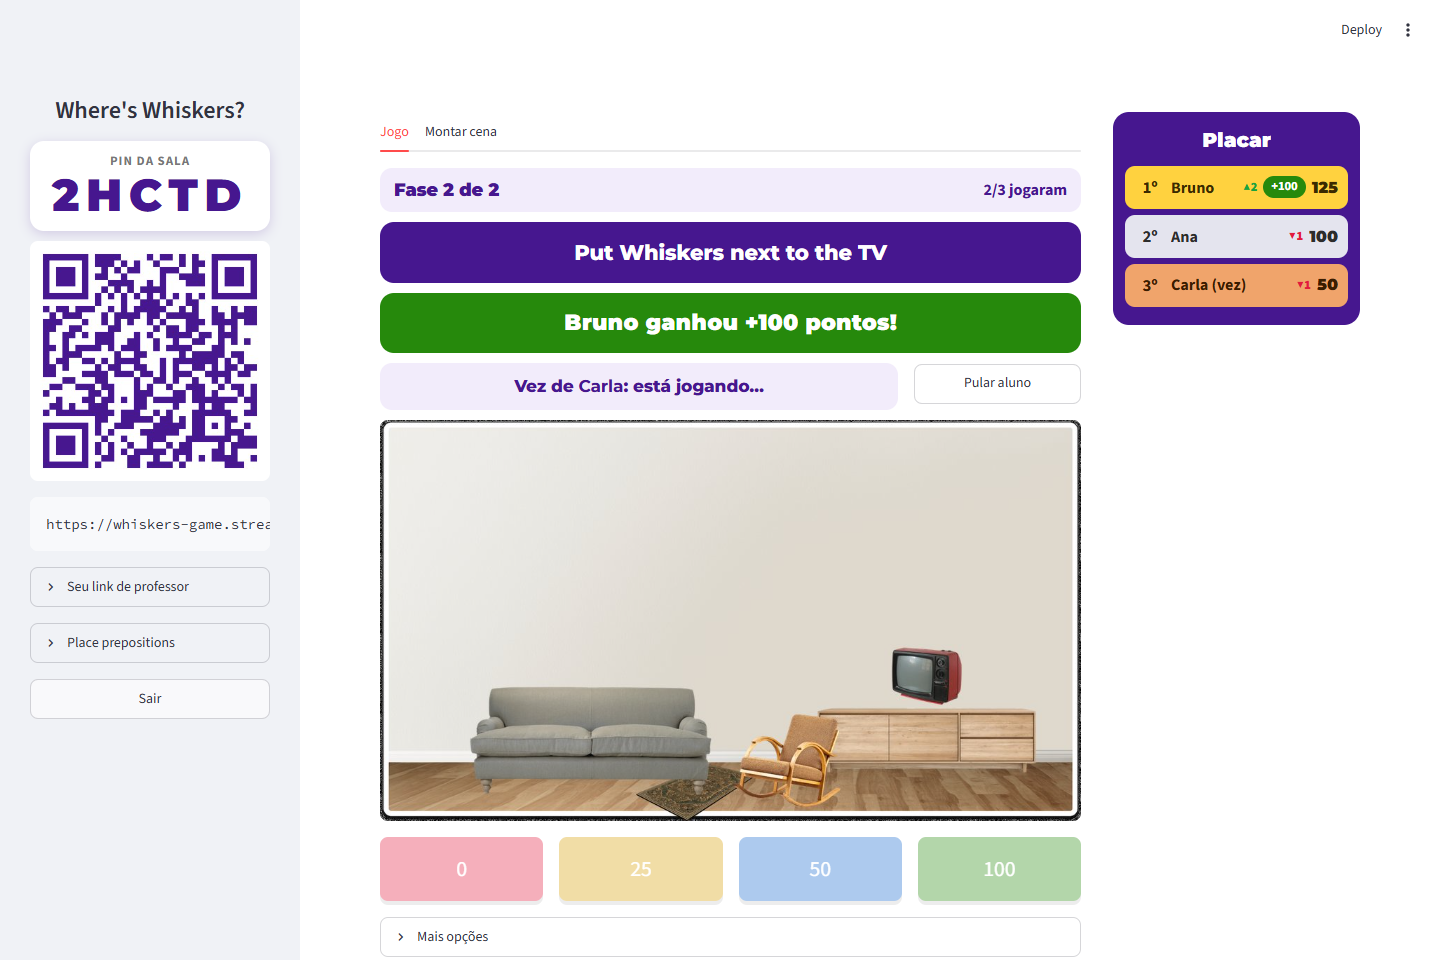 Deploy
Where's Whiskers?
PIN DA SALA
2HCTD
https://whiskers-game.strea
Seu link de professor
Place prepositions
Sair
Jogo
Montar cena
Fase 2 de 2
2/3 jogaram
Put Whiskers next to the TV
Bruno ganhou +100 pontos!
Vez de Carla: está jogando...
Pular aluno
0
25
50
100
Mais opções
Placar
1º Bruno ▲2 +100 125
2º Ana ▼1 100
3º Carla (vez) ▼1 50